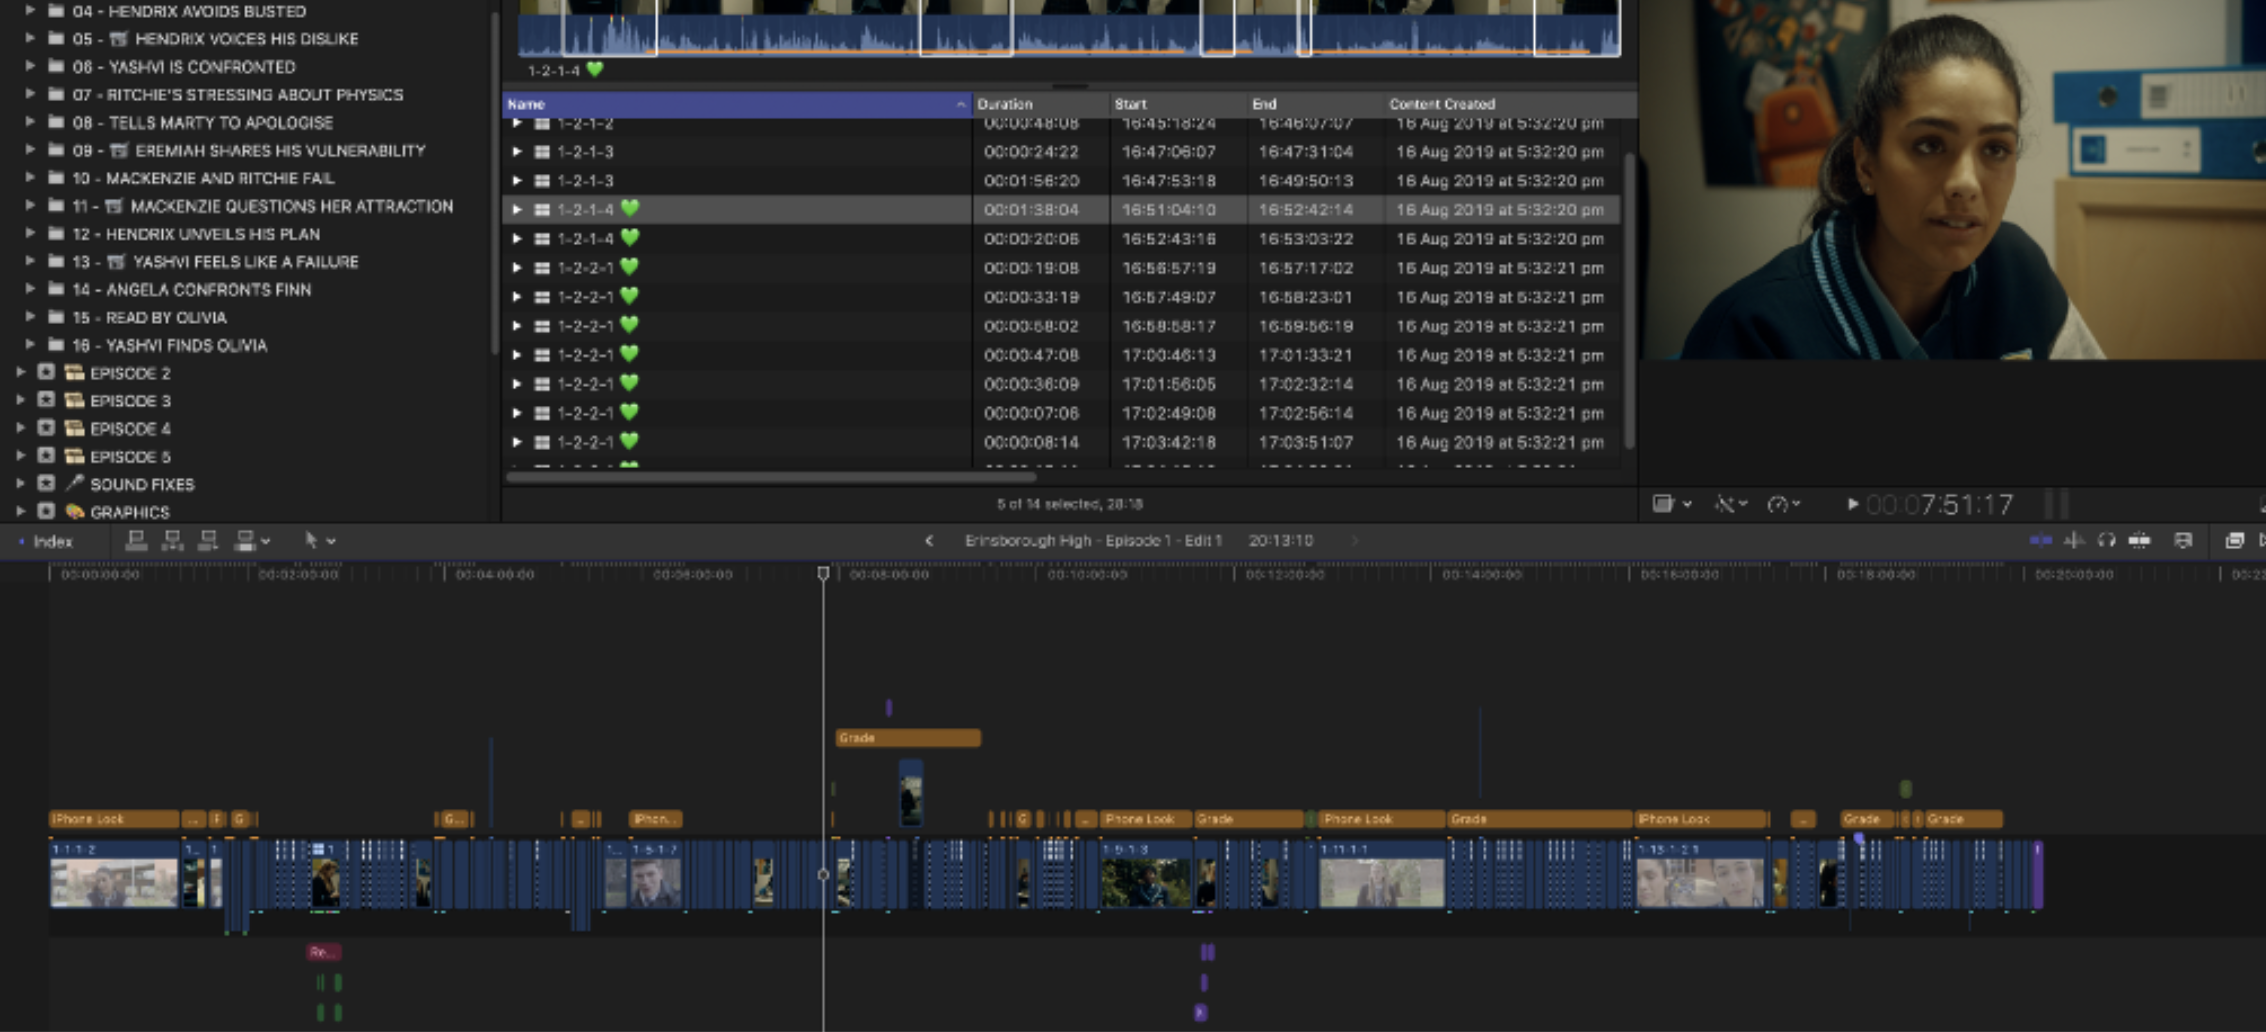 04 - HENDRIX AVOIDS BUSTED
05 - HENDRIX VOICES HIS DISLIKE
06 - YASHVI IS CONFRONTED
07 - RITCHIE'S STRESSING ABOUT PHYSICS
08 - TELLS MARTY TO APOLOGISE
09 - EREMIAH SHARES HIS VULNERABILITY
10 - MACKENZIE AND RITCHIE FAIL
11 - MACKENZIE QUESTIONS HER ATTRACTION
12 - HENDRIX UNVEILS HIS PLAN
13 - YASHVI FEELS LIKE A FAILURE
14 - ANGELA CONFRONTS FINN
15 - READ BY OLIVIA
16 - YASHVI FINDS OLIVIA
EPISODE 2
EPISODE 3
EPISODE 4
EPISODE 5
SOUND FIXES
GRAPHICS
1-2-1-4 💚
Name Duration Start End Content Created
1-2-1-2 00:00:48:08 16:45:18:24 16:46:07:07 16 Aug 2019 at 5:32:20 pm
1-2-1-3 00:00:24:22 16:47:06:07 16:47:31:04 16 Aug 2019 at 5:32:20 pm
1-2-1-3 00:01:56:20 16:47:53:18 16:49:50:13 16 Aug 2019 at 5:32:20 pm
1-2-1-4 💚 00:01:38:04 16:51:04:10 16:52:42:14 16 Aug 2019 at 5:32:20 pm
1-2-1-4 💚 00:00:20:06 16:52:43:16 16:53:03:22 16 Aug 2019 at 5:32:20 pm
1-2-2-1 💚 00:00:19:08 16:56:57:19 16:57:17:02 16 Aug 2019 at 5:32:21 pm
1-2-2-1 💚 00:00:33:19 16:57:49:07 16:58:23:01 16 Aug 2019 at 5:32:21 pm
1-2-2-1 💚 00:00:58:02 16:58:58:17 16:59:56:19 16 Aug 2019 at 5:32:21 pm
1-2-2-1 💚 00:00:47:08 17:00:46:13 17:01:33:21 16 Aug 2019 at 5:32:21 pm
1-2-2-1 💚 00:00:36:09 17:01:56:05 17:02:32:14 16 Aug 2019 at 5:32:21 pm
1-2-2-1 💚 00:00:07:06 17:02:49:08 17:02:56:14 16 Aug 2019 at 5:32:21 pm
1-2-2-1 💚 00:00:08:14 17:03:42:18 17:03:51:07 16 Aug 2019 at 5:32:21 pm
5 of 14 selected, 28:18
00:07:51:17
Index
Erinsborough High - Episode 1 - Edit 1 20:13:10
00:00:00:00 00:02:00:00 00:04:00:00 00:06:00:00 00:08:00:00 00:10:00:00 00:12:00:00 00:14:00:00 00:16:00:00 00:18:00:00 00:20:00:00 00:22
Grade
iPhone Look ... F G G... ... iPhon... G ... Phone Look Grade Phone Look Grade iPhone Look ... Grade Grade
1-1-1-2 1... 1 1 1... 1-5-1-7 1-9-1-3 1-11-1-1 1-13-1-2.1
Re...